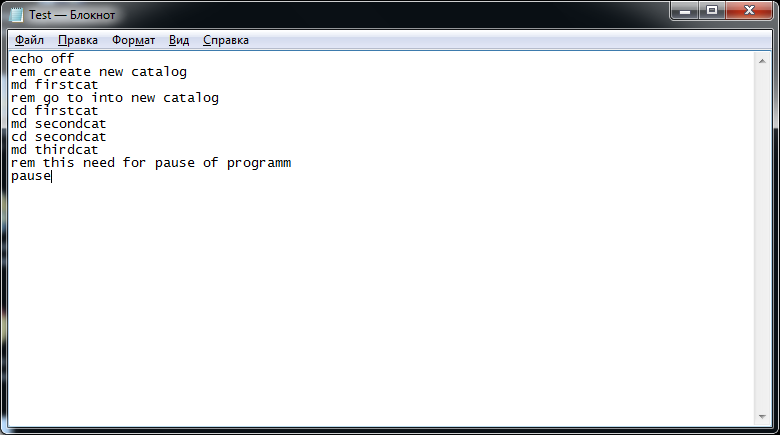 Test — Блокнот
Файл Правка Формат Вид Справка
echo off
rem create new catalog
md firstcat
rem go to into new catalog
cd firstcat
md secondcat
cd secondcat
md thirdcat
rem this need for pause of programm
pause